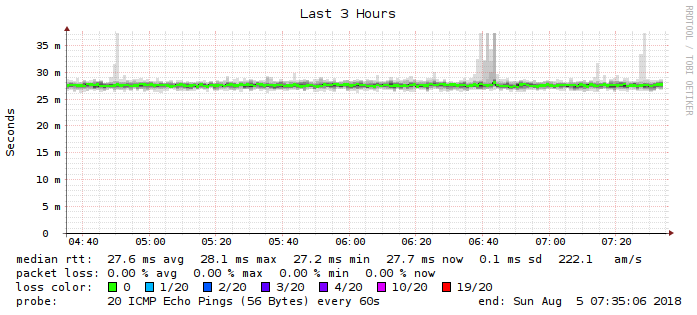 Last 3 Hours
RRDTOOL / TOBI OETIKER
Seconds
35 m
30 m
25 m
20 m
15 m
10 m
5 m
0
04:40 05:00 05:20 05:40 06:00 06:20 06:40 07:00 07:20
median rtt: 27.6 ms avg 28.1 ms max 27.2 ms min 27.7 ms now 0.1 ms sd 222.1 am/s
packet loss: 0.00 % avg 0.00 % max 0.00 % min 0.00 % now
loss color: 0 1/20 2/20 3/20 4/20 10/20 19/20
probe: 20 ICMP Echo Pings (56 Bytes) every 60s end: Sun Aug 5 07:35:06 2018